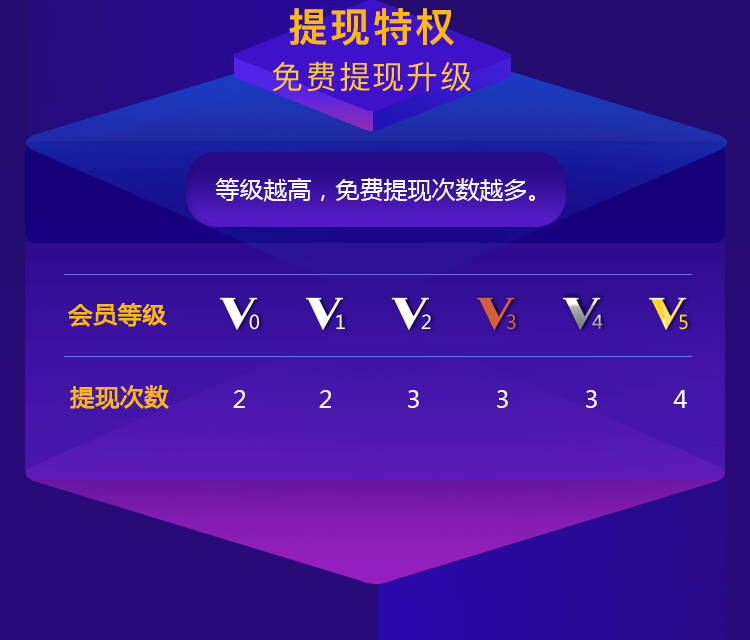 提现特权
免费提现升级
等级越高，免费提现次数越多。
会员等级 V0 V1 V2 V3 V4 V5
提现次数 2 2 3 3 3 4